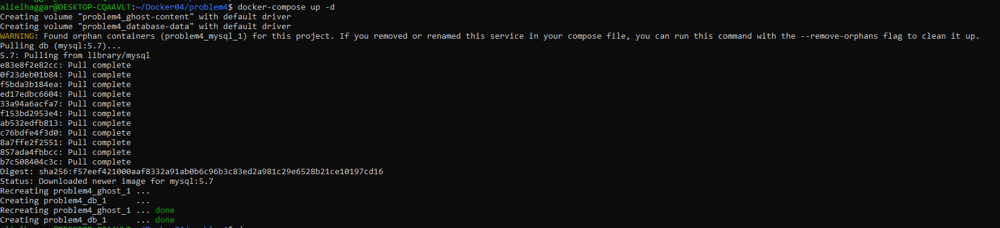 alielhaggar@DESKTOP-CQAAVLT:~/Docker04/problem4$ docker-compose up -d
Creating volume "problem4_ghost-content" with default driver
Creating volume "problem4_database-data" with default driver
WARNING: Found orphan containers (problem4_mysql_1) for this project. If you removed or renamed this service in your compose file, you can run this command with the --remove-orphans flag to clean it up.
Pulling db (mysql:5.7)...
5.7: Pulling from library/mysql
e83e8f2e82cc: Pull complete
0f23deb01b84: Pull complete
f5bda3b184ea: Pull complete
ed17edbc6604: Pull complete
33a94a6acfa7: Pull complete
f153bd2953e4: Pull complete
ab532edfb813: Pull complete
c76bdfe4f3d0: Pull complete
8a7ffe2f2551: Pull complete
857ada4fbbcc: Pull complete
b7c508404c3c: Pull complete
Digest: sha256:f57eef421000aaf8332a91ab0b6c96b3c83ed2a981c29e6528b21ce10197cd16
Status: Downloaded newer image for mysql:5.7
Recreating problem4_ghost_1 ...
Creating problem4_db_1      ...
Recreating problem4_ghost_1 ... done
Creating problem4_db_1      ... done
alielhaggar@DESKTOP-CQAAVLT:~/Docker04/problem4$